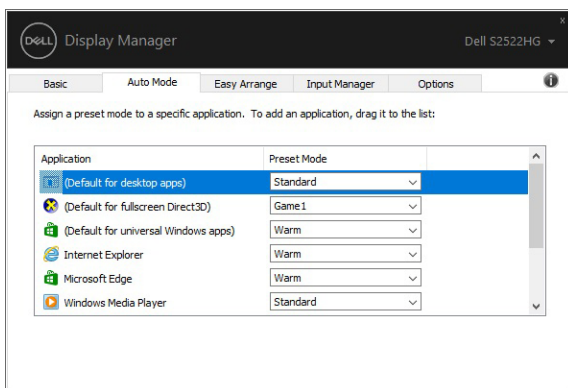 DELL Display Manager Dell S2522HG
x
Basic Auto Mode Easy Arrange Input Manager Options
Assign a preset mode to a specific application. To add an application, drag it to the list:
Application Preset Mode
(Default for desktop apps) Standard
(Default for fullscreen Direct3D) Game1
(Default for universal Windows apps) Warm
Internet Explorer Warm
Microsoft Edge Warm
Windows Media Player Standard